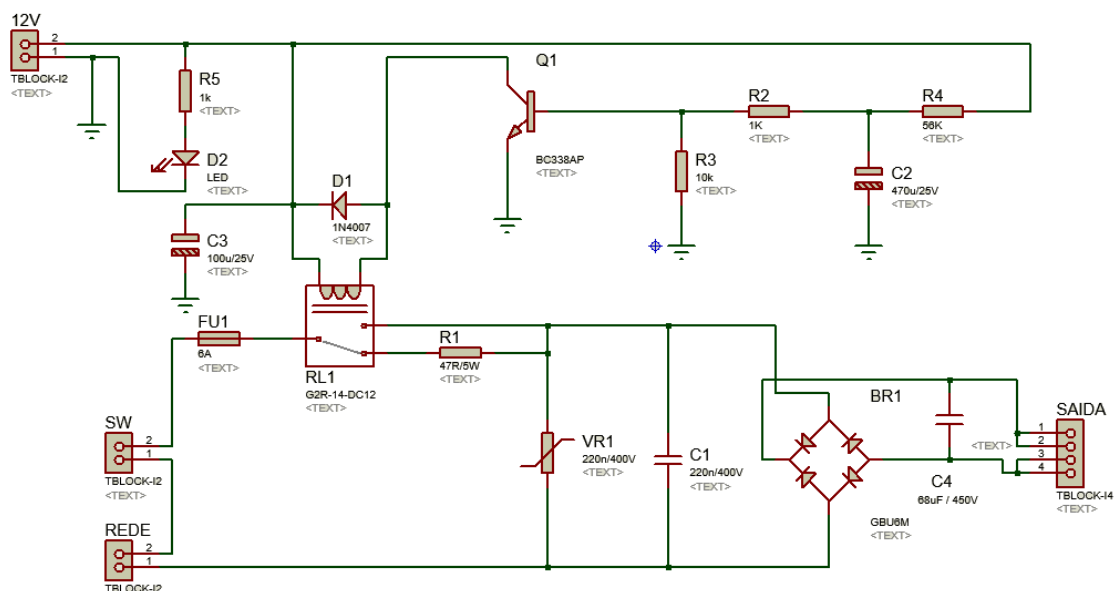 12V
2
1
TBLOCK-I2
<TEXT>
R5
1k
<TEXT>
D2
LED
<TEXT>
Q1
BC338AP
<TEXT>
R3
10k
<TEXT>
R2
1K
<TEXT>
R4
56K
<TEXT>
C2
470u/25V
<TEXT>
D1
1N4007
<TEXT>
C3
100u/25V
<TEXT>
FU1
6A
<TEXT>
RL1
G2R-14-DC12
<TEXT>
R1
47R/5W
<TEXT>
SW
2
1
TBLOCK-I2
<TEXT>
VR1
220n/400V
<TEXT>
C1
220n/400V
<TEXT>
BR1
GBU6M
<TEXT>
<TEXT>
C4
68uF / 450V
SAIDA
1
2
3
4
TBLOCK-I4
<TEXT>
REDE
2
1
TBLOCK-I2